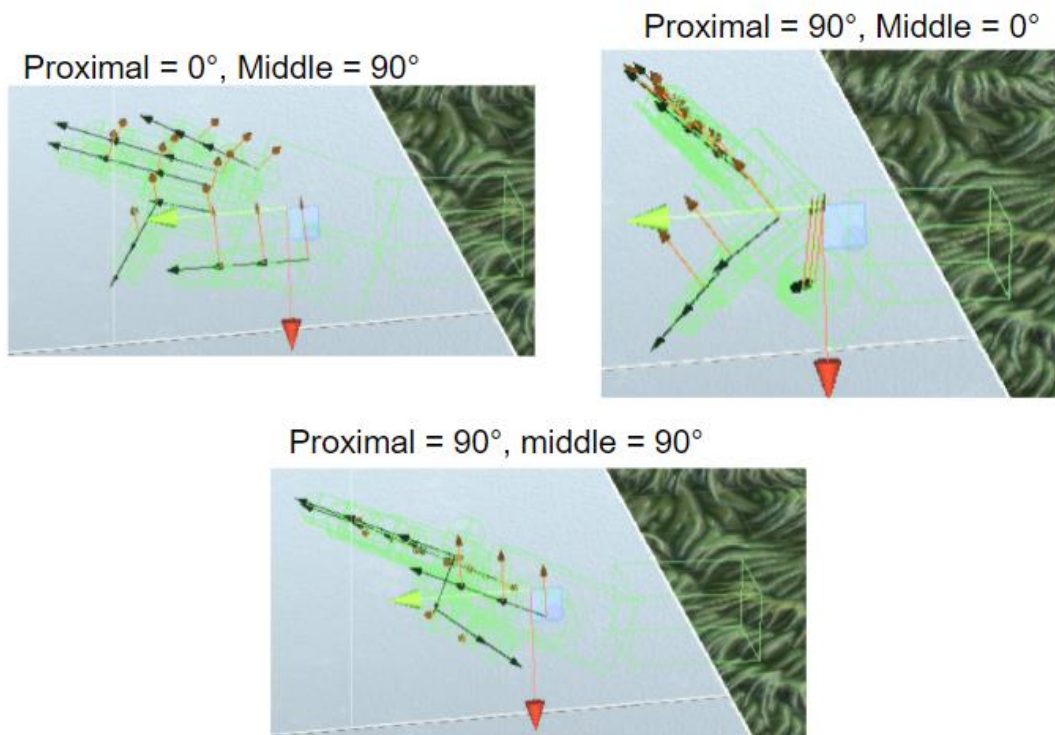 Proximal = 0°, Middle = 90°
Proximal = 90°, Middle = 0°
Proximal = 90°, middle = 90°